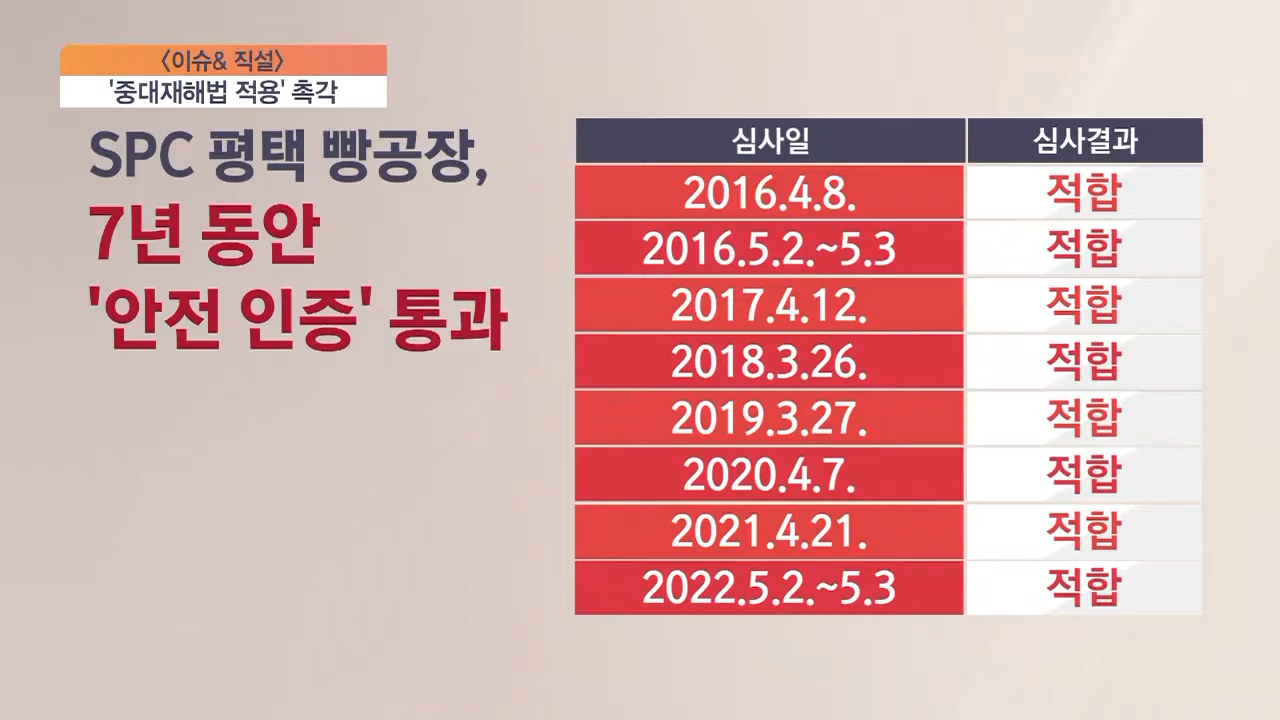 〈이슈& 직설〉
'중대재해법 적용' 촉각
SPC 평택 빵공장,
7년 동안
'안전 인증' 통과
심사일 심사결과
2016.4.8. 적합
2016.5.2.~5.3 적합
2017.4.12. 적합
2018.3.26. 적합
2019.3.27. 적합
2020.4.7. 적합
2021.4.21. 적합
2022.5.2.~5.3 적합